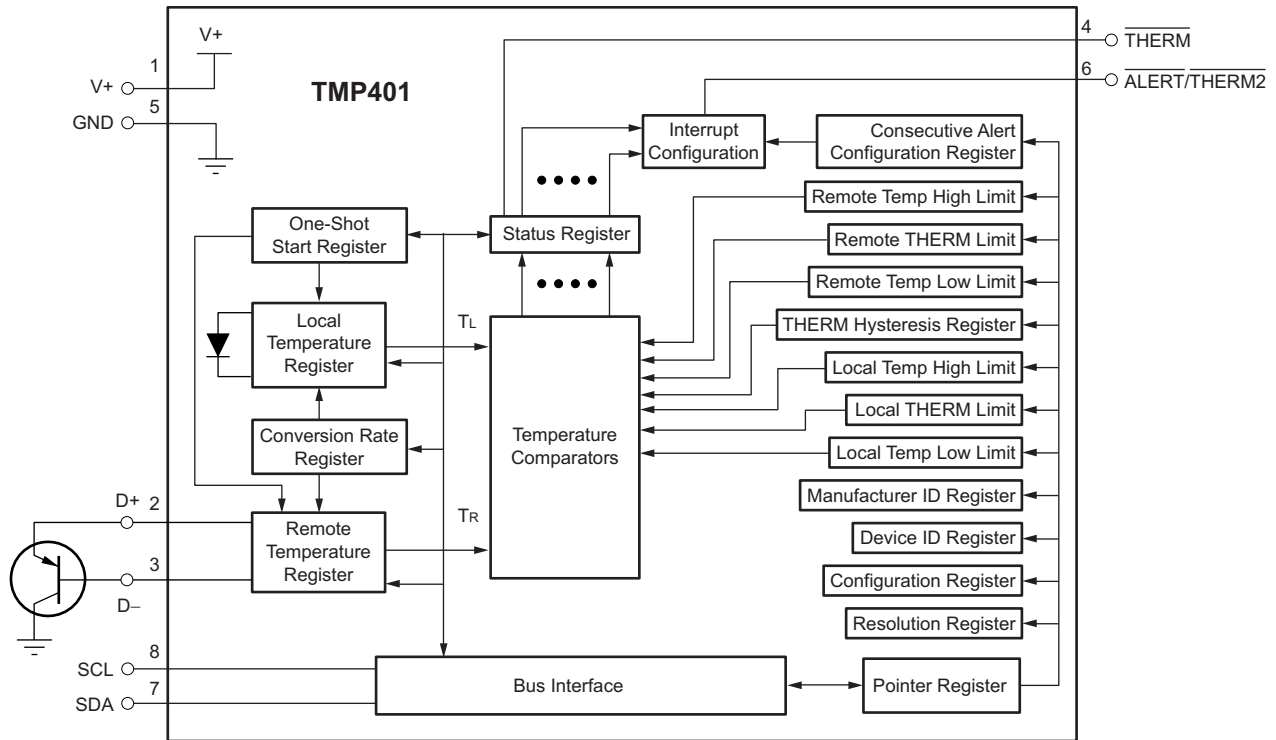 V+
1
V+
5
GND
TMP401
4
THERM
6
ALERT/THERM2
Interrupt
Configuration
Consecutive Alert
Configuration Register
Remote Temp High Limit
One-Shot
Start Register
Status Register
Remote THERM Limit
Remote Temp Low Limit
THERM Hysteresis Register
Local
Temperature
Register
TL
Local Temp High Limit
Local THERM Limit
Conversion Rate
Register
Temperature
Comparators
Local Temp Low Limit
Manufacturer ID Register
D+
2
Remote
Temperature
Register
TR
Device ID Register
3
D−
Configuration Register
Resolution Register
8
SCL
7
SDA
Bus Interface
Pointer Register